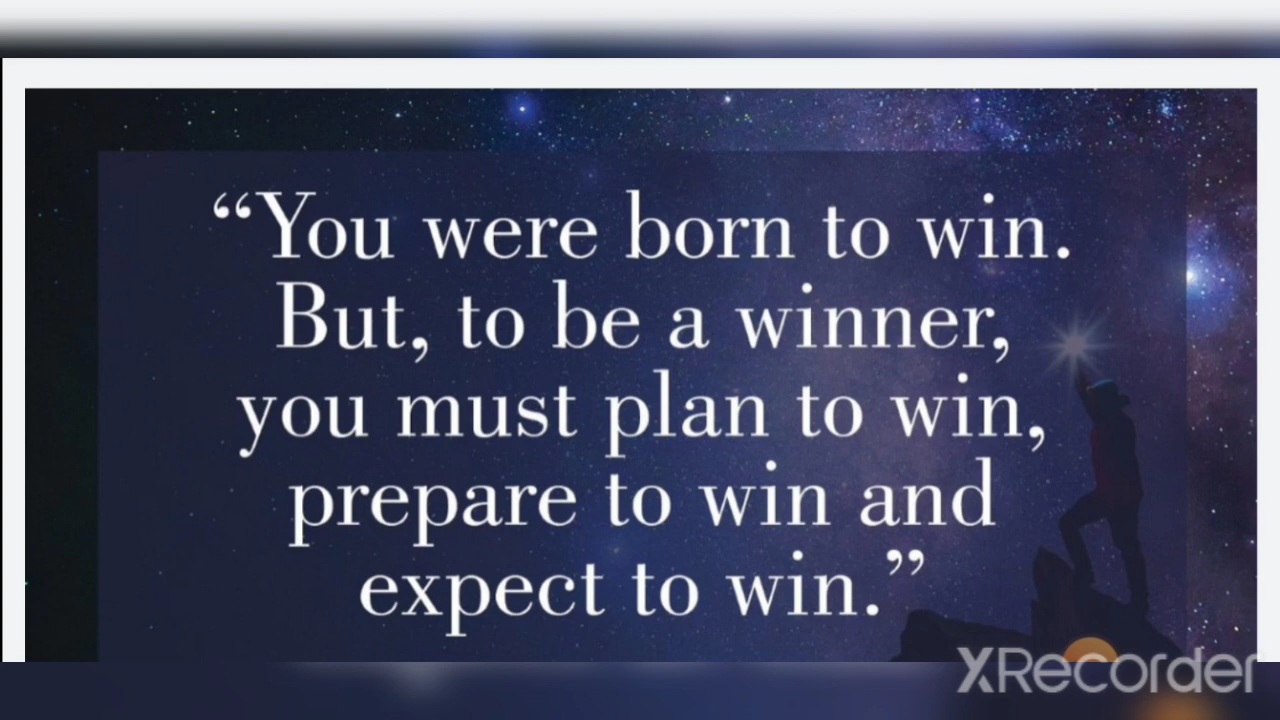 “You were born to win.
But, to be a winner,
you must plan to win,
prepare to win and
expect to win.”
XRecorder